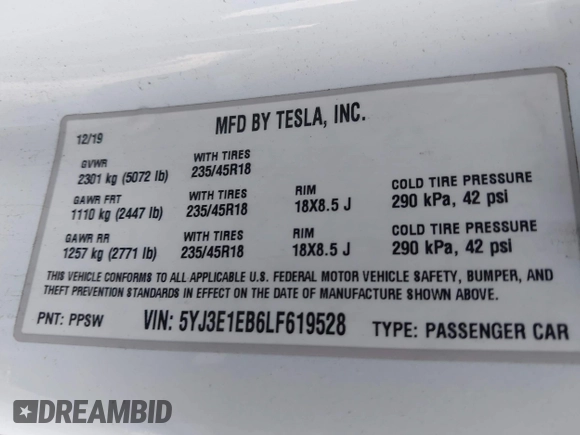 MFD BY TESLA, INC.
12/19
GVWR WITH TIRES
2301 kg (5072 lb) 235/45R18
GAWR FRT WITH TIRES RIM COLD TIRE PRESSURE
1110 kg (2447 lb) 235/45R18 18X8.5 J 290 kPa, 42 psi
GAWR RR WITH TIRES RIM COLD TIRE PRESSURE
1257 kg (2771 lb) 235/45R18 18X8.5 J 290 kPa, 42 psi
THIS VEHICLE CONFORMS TO ALL APPLICABLE U.S. FEDERAL MOTOR VEHICLE SAFETY, BUMPER, AND
THEFT PREVENTION STANDARDS IN EFFECT ON THE DATE OF MANUFACTURE SHOWN ABOVE.
PNT: PPSW VIN: 5YJ3E1EB6LF619528 TYPE: PASSENGER CAR
DREAMBID